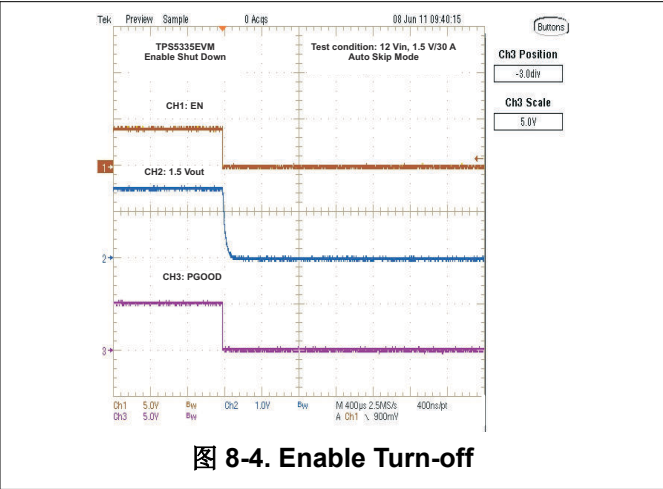 Tek Preview Sample 0 Acqs 08 Jun 11 09:40:15
Buttons
TPS5335EVM
Enable Shut Down
Test condition: 12 Vin, 1.5 V/30 A
Auto Skip Mode
Ch3 Position
-3.0div
Ch3 Scale
5.0V
CH1: EN
1
CH2: 1.5 Vout
2
CH3: PGOOD
3
Ch1 5.0V Bw Ch2 1.0V Bw M 400µs 2.5MS/s 400ns/pt
Ch3 5.0V Bw A Ch1 \ 900mV
图 8-4. Enable Turn-off